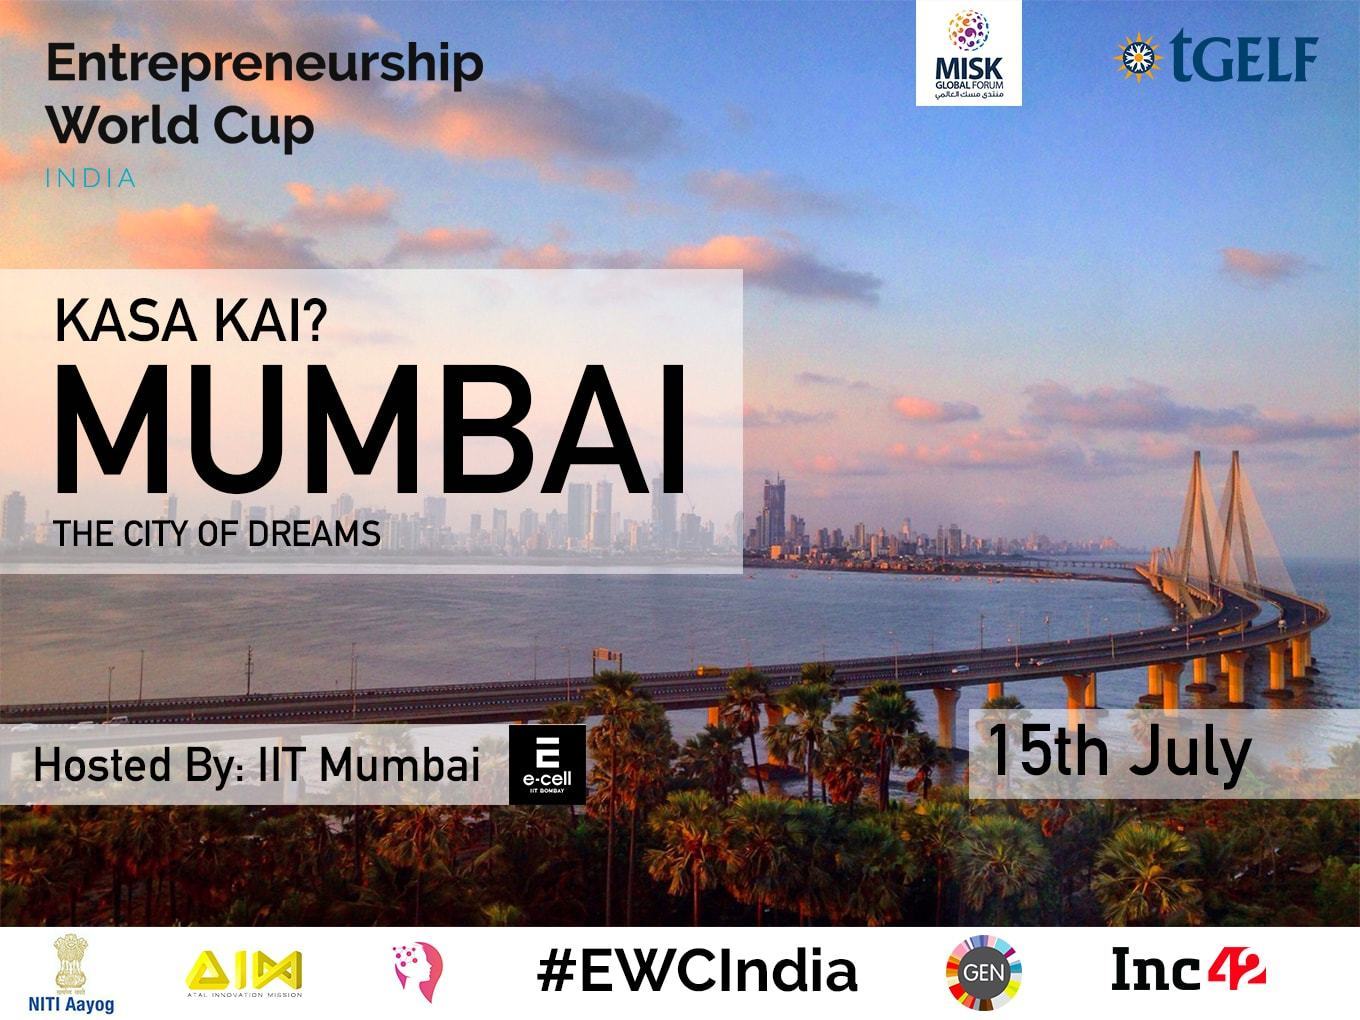 Entrepreneurship
World Cup
INDIA
MISK
GLOBAL FORUM
منتدى مسك العالمي
tGELF
KASA KAI?
MUMBAI
THE CITY OF DREAMS
Hosted By: IIT Mumbai
e-cell
IIT BOMBAY
15th July
NITI Aayog
AIM
ATAL INNOVATION MISSION
#EWCIndia
GEN
Inc42